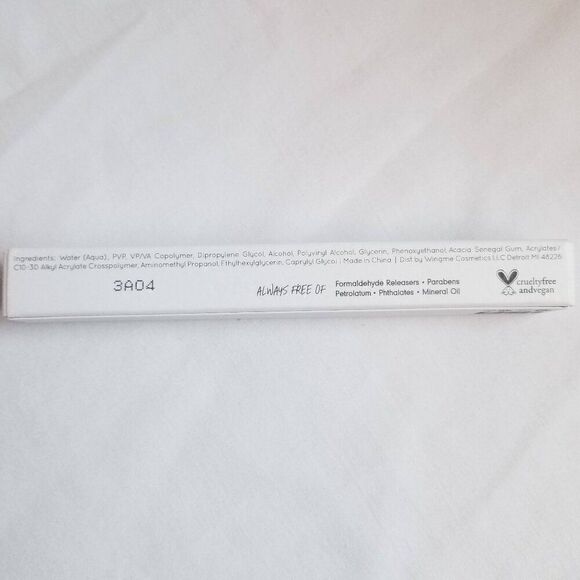 Ingredients: Water (Aqua), PVP, VP/VA Copolymer, Dipropylene Glycol, Alcohol, Polyvinyl Alcohol, Glycerin, Phenoxyethanol, Acacia Senegal Gum, Acrylates/
C10-30 Alkyl Acrylate Crosspolymer, Aminomethyl Propanol, Ethylhexylglycerin, Caprylyl Glycol | Made in China | Dist by Wingme Cosmetics LLC Detroit MI 48226
3A04
ALWAYS FREE OF
Formaldehyde Releasers • Parabens
Petrolatum • Phthalates • Mineral Oil
crueltyfree
andvegan